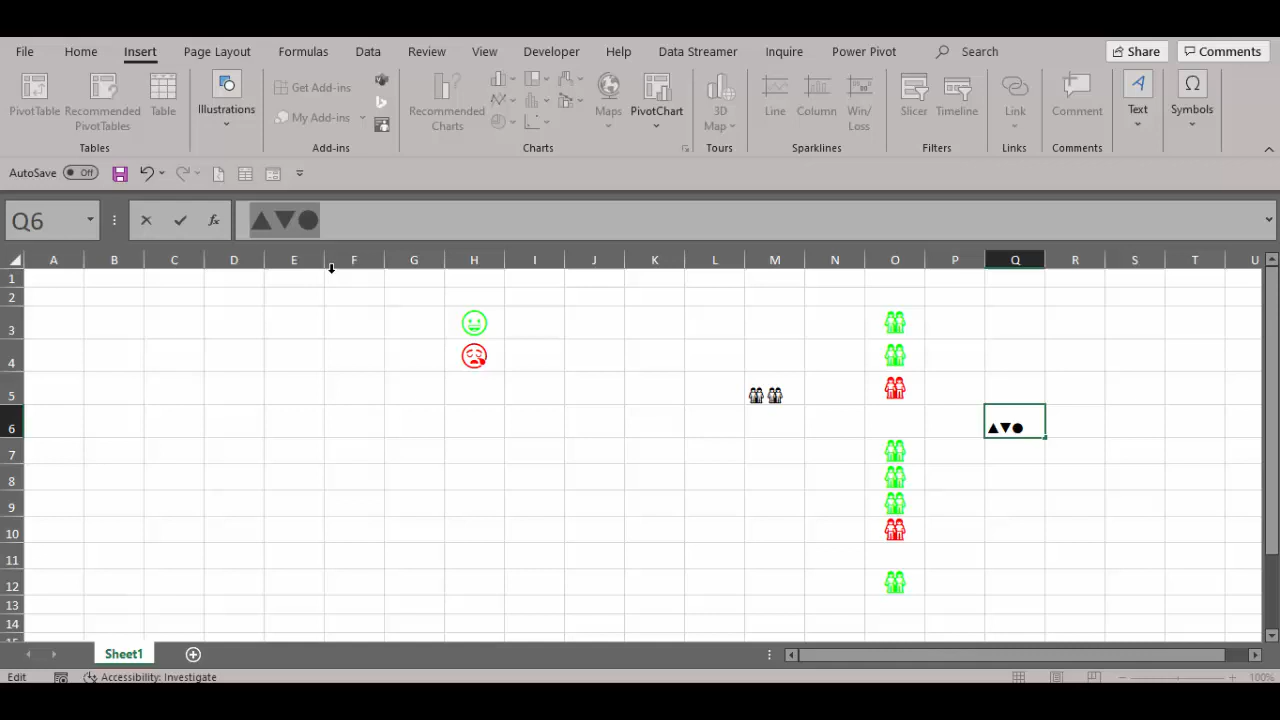 File Home Insert Page Layout Formulas Data Review View Developer Help Data Streamer Inquire Power Pivot Search Share Comments
PivotTable Recommended PivotTables Table
Illustrations
Get Add-ins
My Add-ins
Recommended Charts
Maps PivotChart
3D Map
Line Column Win/Loss
Slicer Timeline
Link
Comment
Text
Symbols
Tables Add-ins Charts Tours Sparklines Filters Links Comments
AutoSave Off
Q6 fx ▲▼●
A B C D E F G H I J K L M N O P Q R S T U
1
2
3
4
5
6 ▲▼●
7
8
9
10
11
12
13
14
Sheet1
Edit Accessibility: Investigate 100%